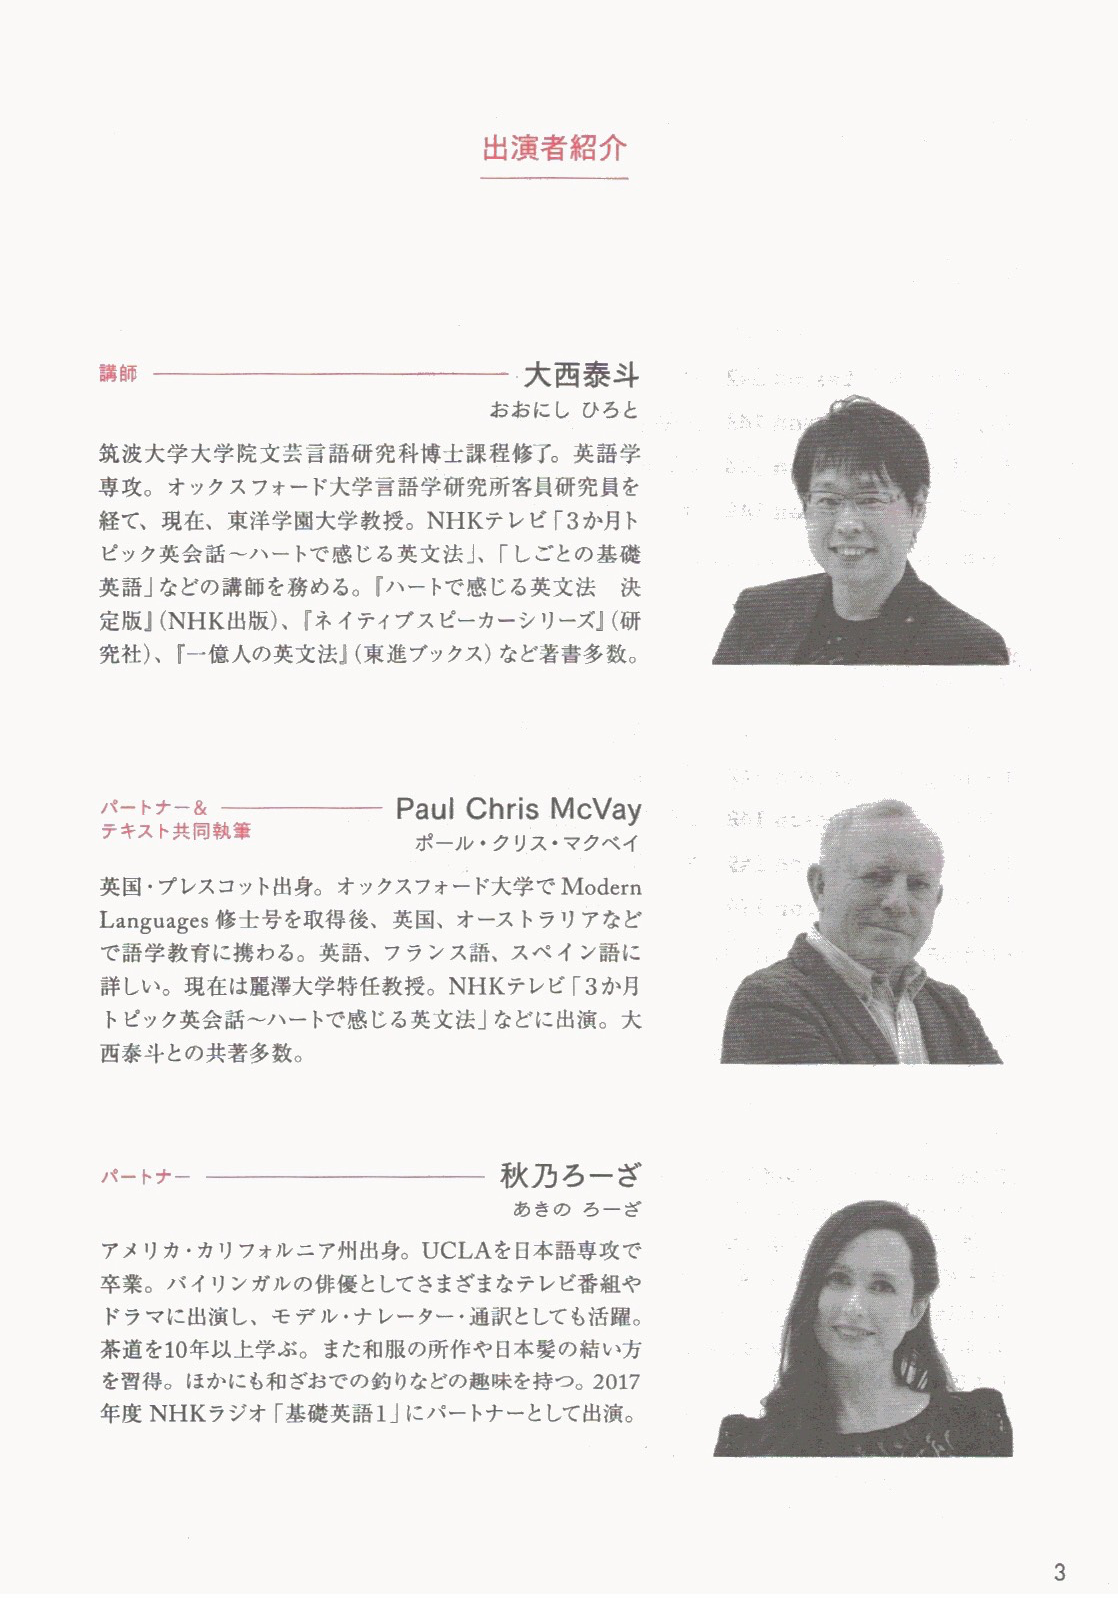 出演者紹介
講師
大西泰斗
おおにし ひろと
筑波大学大学院文芸言語研究科博士課程修了。英語学
専攻。オックスフォード大学言語学研究所客員研究員を
経て、現在、東洋学園大学教授。NHKテレビ「3か月ト
ピック英会話〜ハートで感じる英文法」、「しごとの基礎
英語」などの講師を務める。『ハートで感じる英文法　決
定版』（NHK出版）、『ネイティブスピーカーシリーズ』（研
究社）、『一億人の英文法』（東進ブックス）など著書多数。
パートナー＆
テキスト共同執筆
Paul Chris McVay
ポール・クリス・マクベイ
英国・プレスコット出身。オックスフォード大学で Modern
Languages 修士号を取得後、英国、オーストラリアなど
で語学教育に携わる。英語、フランス語、スペイン語に
詳しい。現在は麗澤大学特任教授。NHKテレビ「3か月
トピック英会話〜ハートで感じる英文法」などに出演。大
西泰斗との共著多数。
パートナー
秋乃ろーざ
あきの ろーざ
アメリカ・カリフォルニア州出身。UCLAを日本語専攻で
卒業。バイリンガルの俳優としてさまざまなテレビ番組や
ドラマに出演し、モデル・ナレーター・通訳としても活躍。
茶道を10年以上学ぶ。また和服の所作や日本髪の結い方
を習得。ほかにも和ざおでの釣りなどの趣味を持つ。2017
年度 NHKラジオ「基礎英語1」にパートナーとして出演。
3